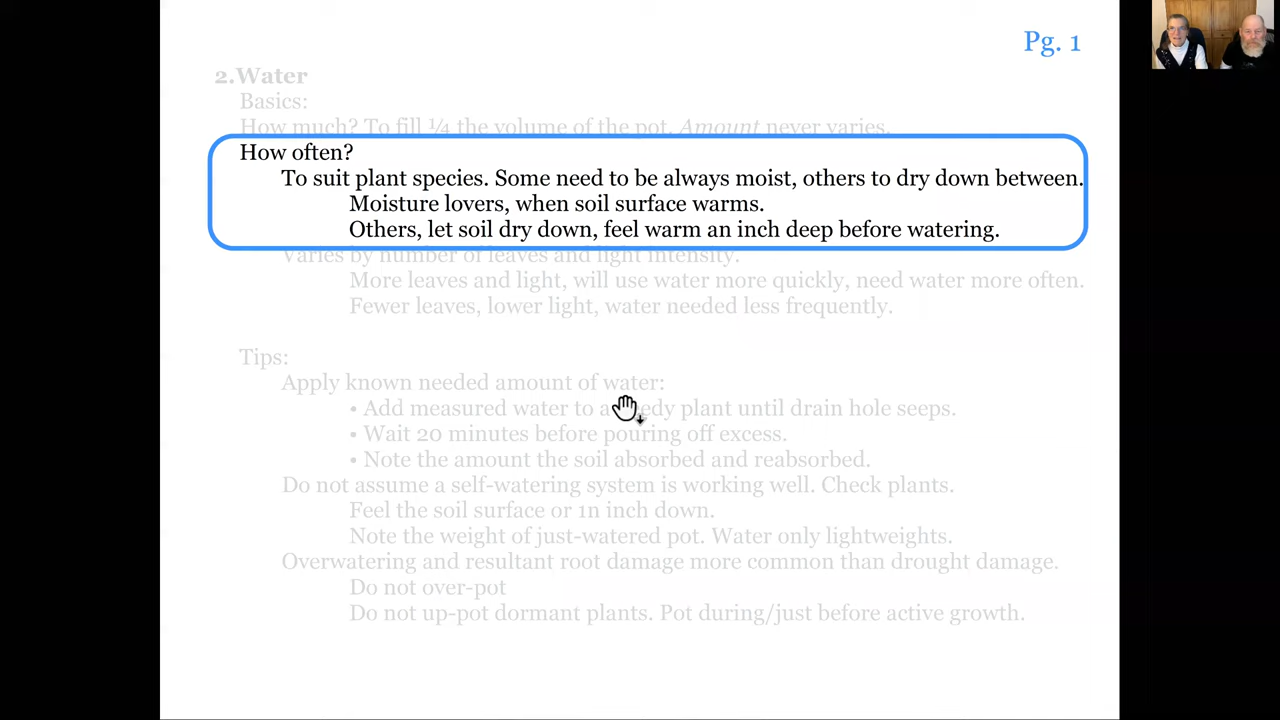 Pg. 1
2.Water
Basics:
How much? To fill ¼ the volume of the pot. Amount never varies.
How often?
To suit plant species. Some need to be always moist, others to dry down between.
Moisture lovers, when soil surface warms.
Others, let soil dry down, feel warm an inch deep before watering.
Varies by number of leaves and light intensity.
More leaves and light, will use water more quickly, need water more often.
Fewer leaves, lower light, water needed less frequently.
Tips:
Apply known needed amount of water:
• Add measured water to a needy plant until drain hole seeps.
• Wait 20 minutes before pouring off excess.
• Note the amount the soil absorbed and reabsorbed.
Do not assume a self-watering system is working well. Check plants.
Feel the soil surface or 1n inch down.
Note the weight of just-watered pot. Water only lightweights.
Overwatering and resultant root damage more common than drought damage.
Do not over-pot
Do not up-pot dormant plants. Pot during/just before active growth.